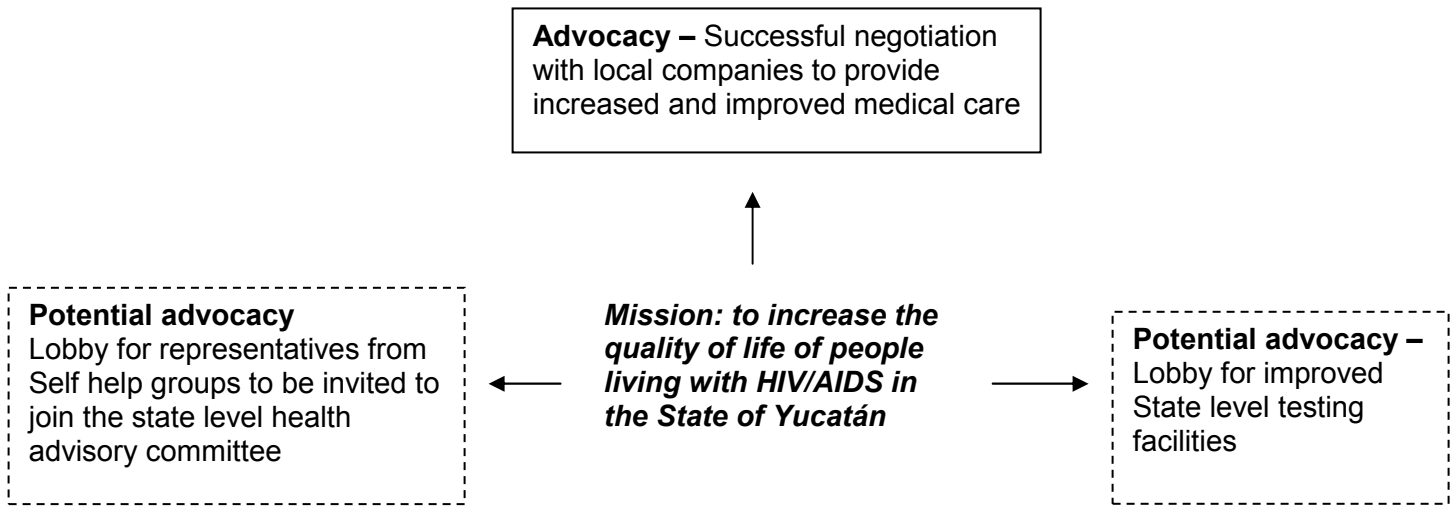 Advocacy – Successful negotiation
with local companies to provide
increased and improved medical care
Potential advocacy
Lobby for representatives from
Self help groups to be invited to
join the state level health
advisory committee
Mission: to increase the
quality of life of people
living with HIV/AIDS in
the State of Yucatán
Potential advocacy –
Lobby for improved
State level testing
facilities